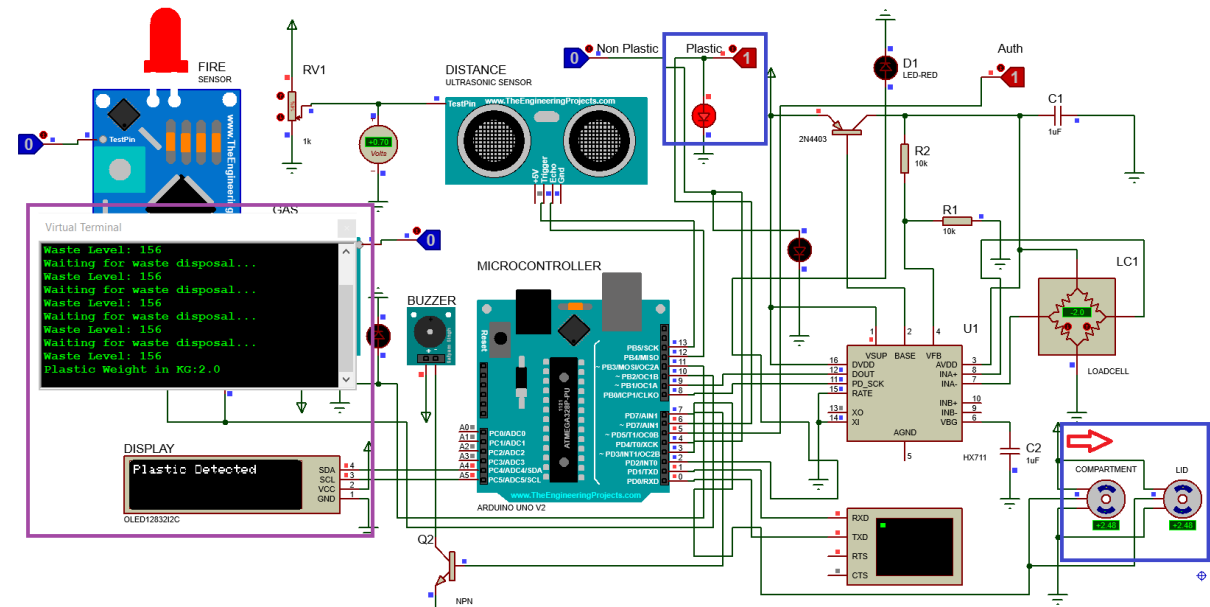 FIRE
SENSOR
0
TestPin
www.TheEngineering
RV1
1k
+0.70
Volts
DISTANCE
ULTRASONIC SENSOR
TestPin
www.TheEngineeringProjects.com
+5V
Trigger
Echo
Gnd
0
Non Plastic
Plastic
1
D1
LED-RED
Auth
1
2N4403
C1
1uF
R2
10k
R1
10k
LC1
-2.0
LOADCELL
GAS
0
Virtual Terminal
Waste Level: 156
Waiting for waste disposal...
Waste Level: 156
Waiting for waste disposal...
Waste Level: 156
Waiting for waste disposal...
Waste Level: 156
Waiting for waste disposal...
Waste Level: 156
Plastic Weight in KG:2.0
BUZZER
MICROCONTROLLER
Reset
ATMEGA328P-PU
1121
PB5/SCK 13
PB4/MISO 12
~ PB3/MOSI/OC2A 11
~ PB2/OC1B 10
~ PB1/OC1A 9
PB0/ICP1/CLKO 8
PD7/AIN1 7
~ PD7/AIN1 6
~ PD5/T1/OC0B 5
PD4/T0/XCK 4
~ PD3/INT1/OC2B 3
PD2/INT0 2
PD1/TXD 1
PD0/RXD 0
A0 PC0/ADC0
A1 PC1/ADC1
A2 PC2/ADC2
A3 PC3/ADC3
A4 PC4/ADC4/SDA
A5 PC5/ADC5/SCL
www.TheEngineeringProjects.com
ARDUINO UNO V2
U1
1 2 4
VSUP BASE VFB
16 DVDD
12 DOUT
11 PD_SCK
15 RATE
13 XO
14 XI
AVDD 3
INA+ 8
INA- 7
INB+ 10
INB- 9
VBG 6
AGND
5
HX711
C2
1uF
DISPLAY
Plastic Detected
SDA 4
SCL 3
VCC 2
GND 1
OLED12832I2C
Q2
NPN
RXD
TXD
RTS
CTS
COMPARTMENT
LID
+2.48
+2.48